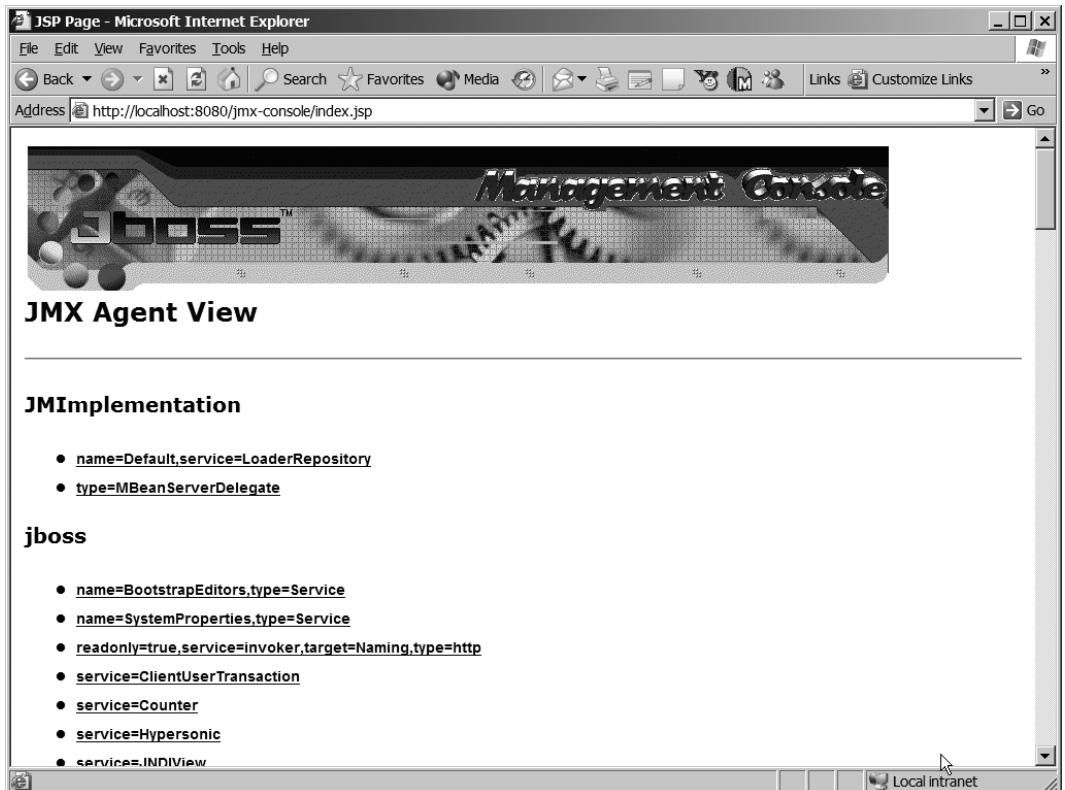 JSP Page - Microsoft Internet Explorer
File Edit View Favorites Tools Help
Back Search Favorites Media Links Customize Links »
Address http://localhost:8080/jmx-console/index.jsp Go
Management Console
Jboss™
JMX Agent View
JMImplementation
name=Default,service=LoaderRepository
type=MBeanServerDelegate
jboss
name=BootstrapEditors,type=Service
name=SystemProperties,type=Service
readonly=true,service=invoker,target=Naming,type=http
service=ClientUserTransaction
service=Counter
service=Hypersonic
service=JNDIView
Local intranet